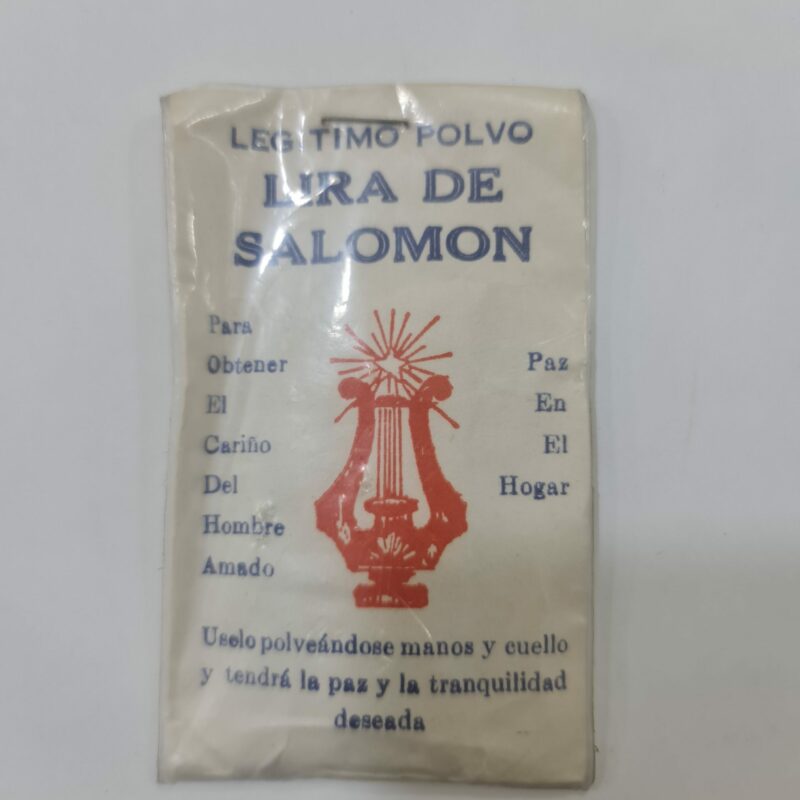 LEGITIMO POLVO
LIRA DE
SALOMON
Para
Obtener
El
Cariño
Del
Hombre
Amado
Paz
En
El
Hogar
Uselo polveándose manos y cuello
y tendrá la paz y la tranquilidad
deseada